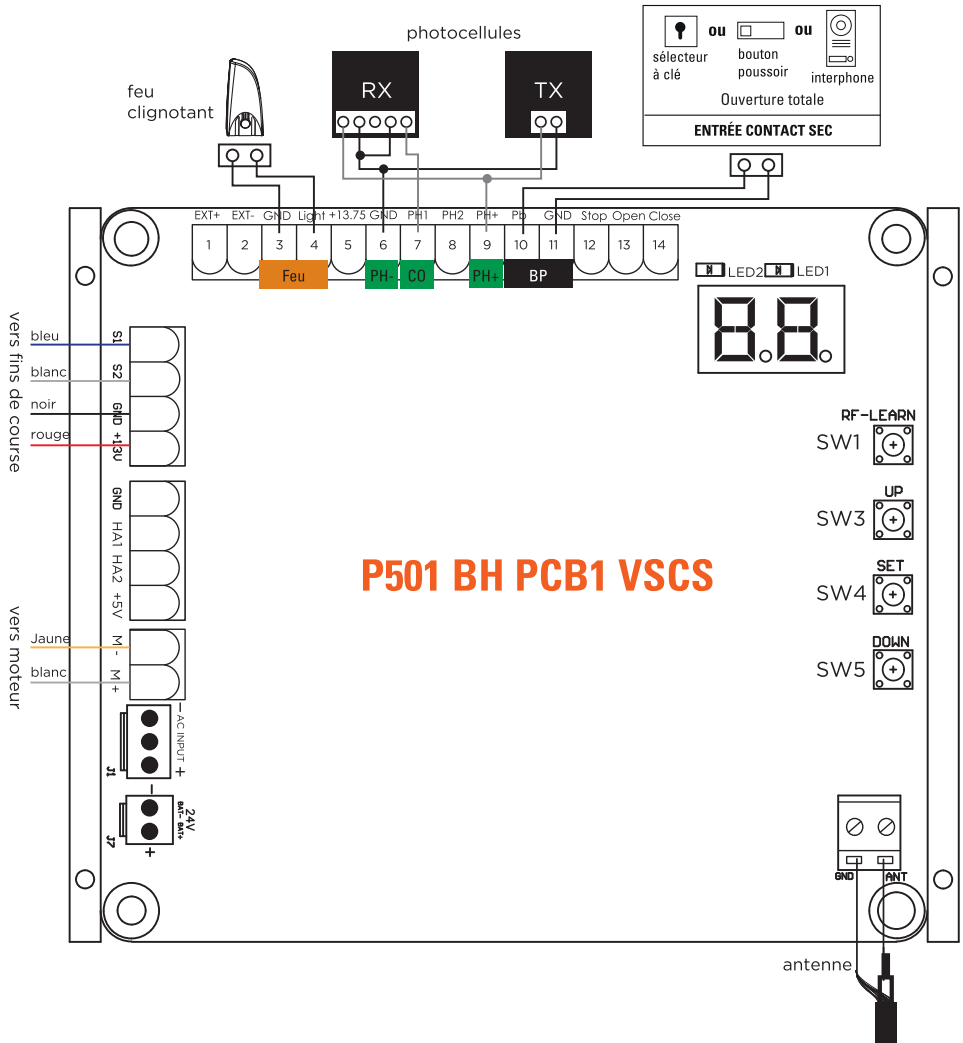 photocellules
feu
clignotant
RX
TX
ou
ou
sélecteur
à clé
bouton
poussoir
interphone
Ouverture totale
ENTRÉE CONTACT SEC
EXT+ EXT- GND Light +13.75 GND PH1 PH2 PH+ Pb GND Stop Open Close
1 2 3 4 5 6 7 8 9 10 11 12 13 14
Feu PH- CO PH+ BP
LED2 LED1
8.8.
vers fins de course
bleu
blanc
noir
rouge
S1
S2
GND
+13V
GND
HA1
HA2
+5V
P501 BH PCB1 VSCS
RF-LEARN
SW1
UP
SW3
SET
SW4
DOWN
SW5
vers moteur
Jaune
blanc
M -
M +
- AC INPUT +
J1
-
24V
BAT- BAT+
J7
+
GND ANT
antenne